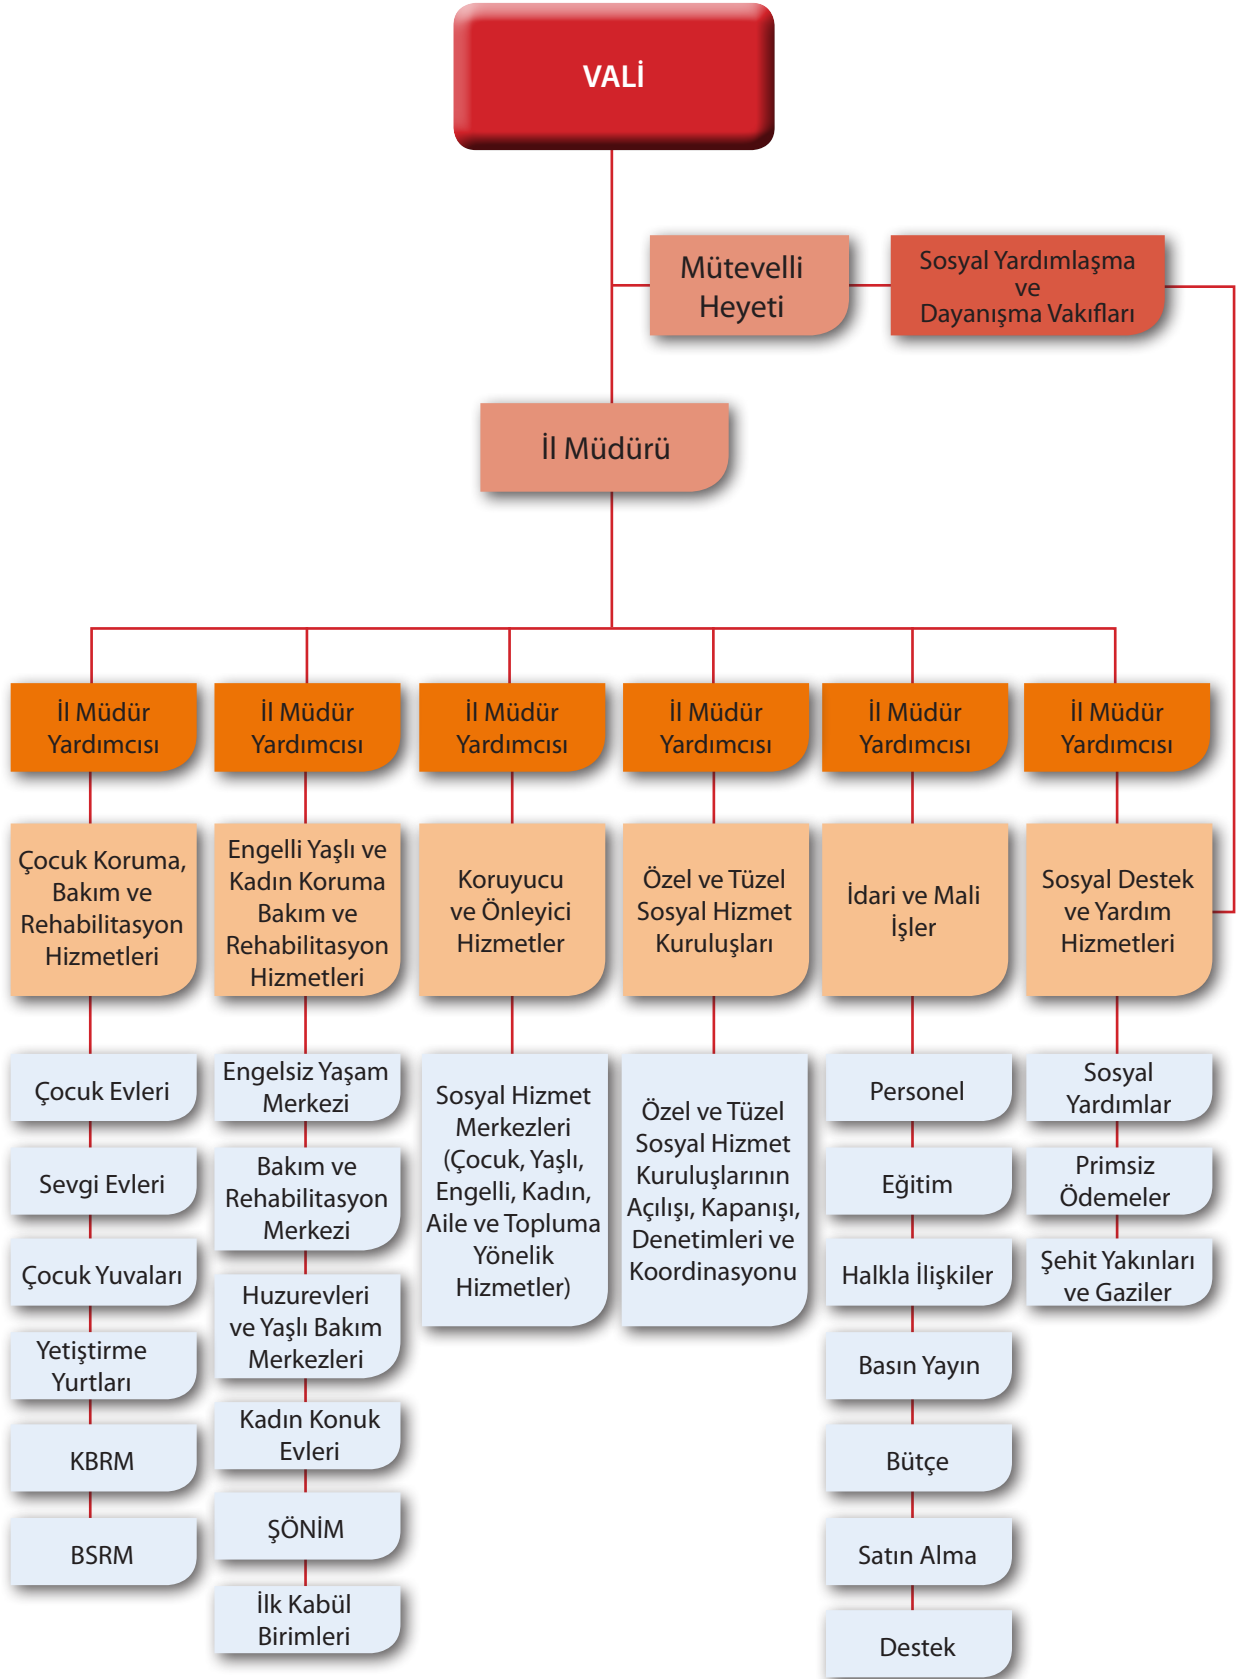 VALİ
Mütevelli
Heyeti
Sosyal Yardımlaşma
ve
Dayanışma Vakıfları
İl Müdürü
İl Müdür
Yardımcısı
İl Müdür
Yardımcısı
İl Müdür
Yardımcısı
İl Müdür
Yardımcısı
İl Müdür
Yardımcısı
İl Müdür
Yardımcısı
Çocuk Koruma,
Bakım ve
Rehabilitasyon
Hizmetleri
Engelli Yaşlı ve
Kadın Koruma
Bakım ve
Rehabilitasyon
Hizmetleri
Koruyucu
ve Önleyici
Hizmetler
Özel ve Tüzel
Sosyal Hizmet
Kuruluşları
İdari ve Mali
İşler
Sosyal Destek
ve Yardım
Hizmetleri
Çocuk Evleri
Sevgi Evleri
Çocuk Yuvaları
Yetiştirme
Yurtları
KBRM
BSRM
Engelsiz Yaşam
Merkezi
Bakım ve
Rehabilitasyon
Merkezi
Huzurevleri
ve Yaşlı Bakım
Merkezleri
Kadın Konuk
Evleri
ŞÖNİM
İlk Kabül
Birimleri
Sosyal Hizmet
Merkezleri
(Çocuk, Yaşlı,
Engelli, Kadın,
Aile ve Topluma
Yönelik
Hizmetler)
Özel ve Tüzel
Sosyal Hizmet
Kuruluşlarının
Açılışı, Kapanışı,
Denetimleri ve
Koordinasyonu
Personel
Eğitim
Halkla İlişkiler
Basın Yayın
Bütçe
Satın Alma
Destek
Sosyal
Yardımlar
Primsiz
Ödemeler
Şehit Yakınları
ve Gaziler